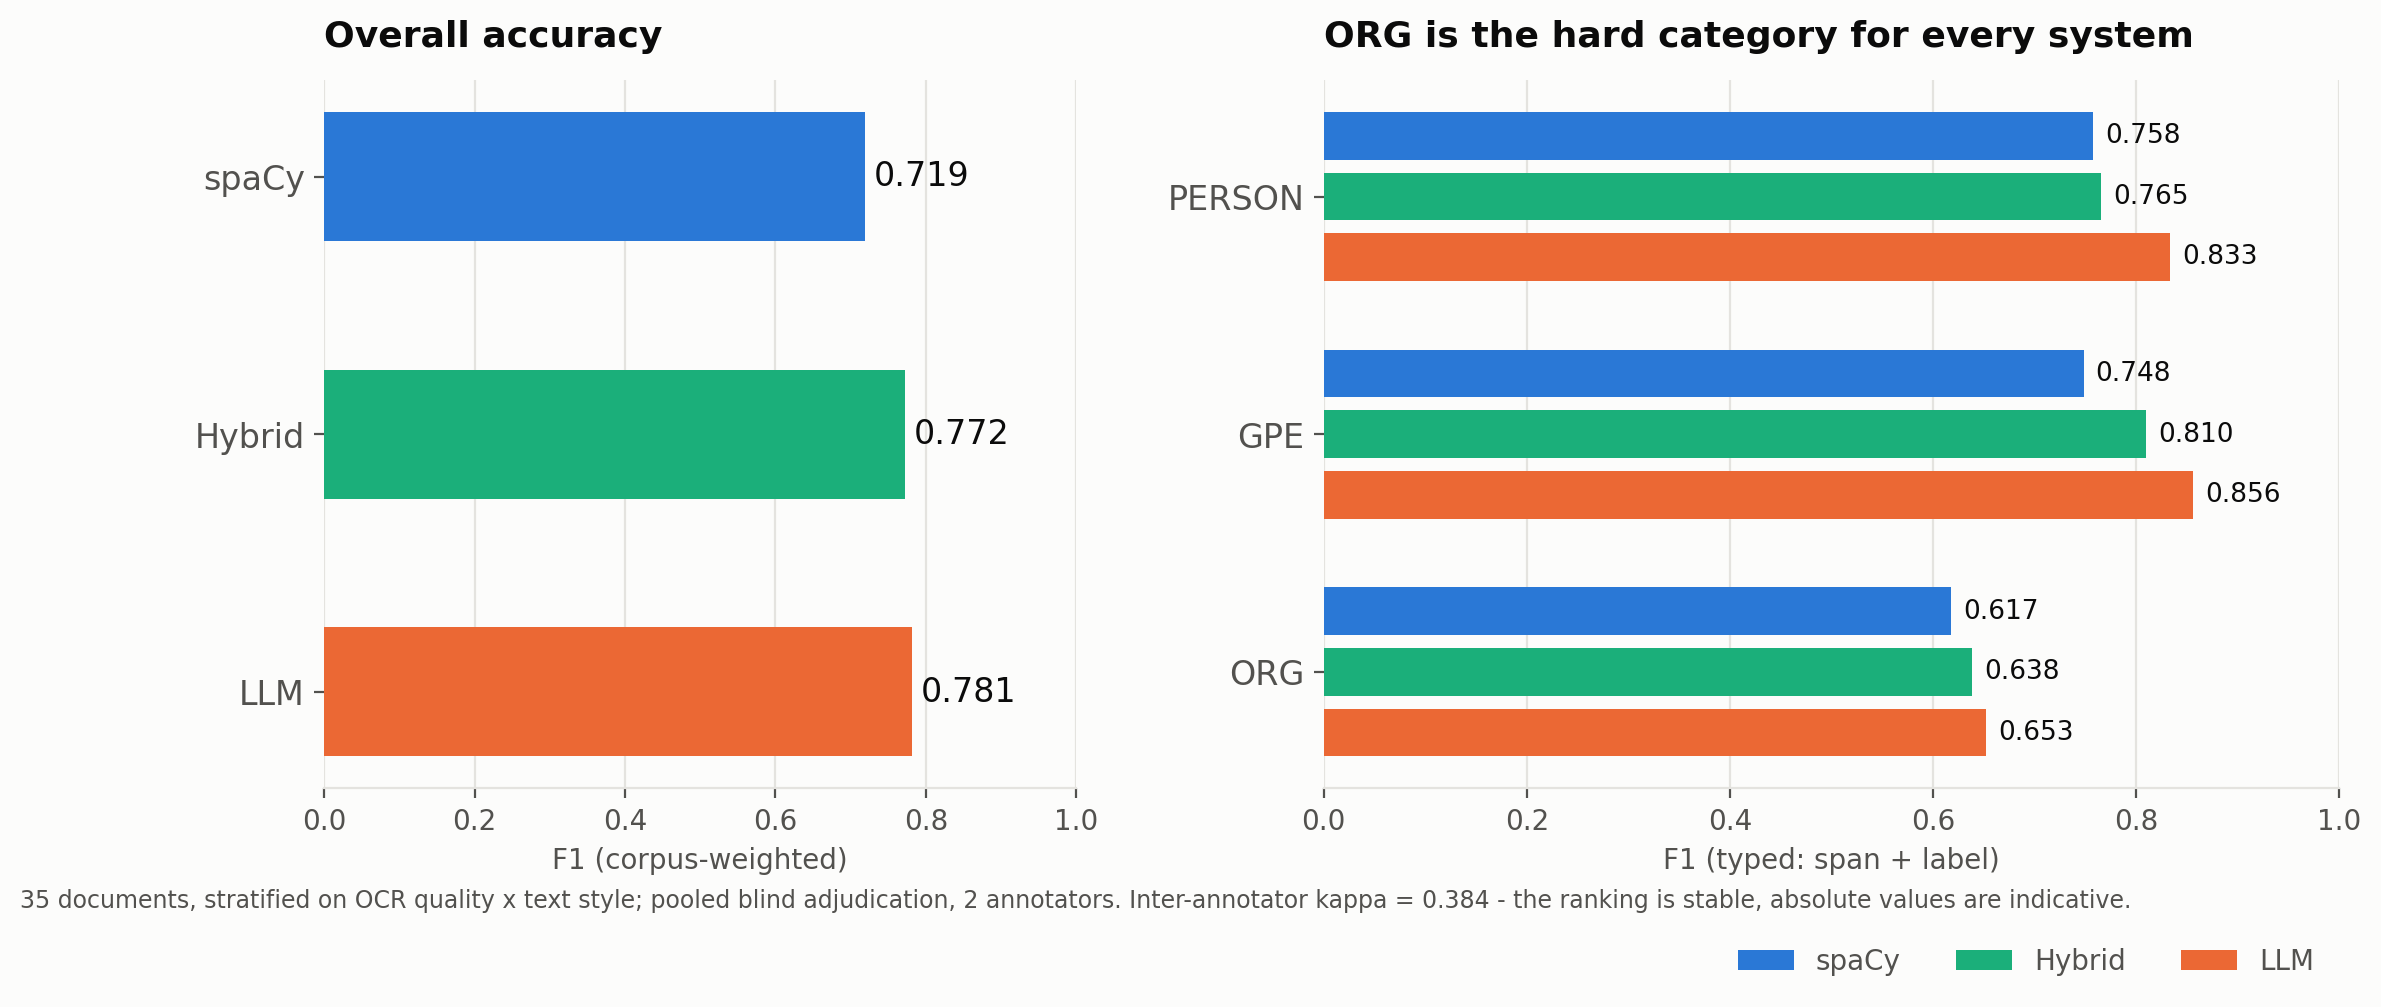 Overall accuracy
spaCy
0.719
Hybrid
0.772
LLM
0.781
0.0 0.2 0.4 0.6 0.8 1.0
F1 (corpus-weighted)
ORG is the hard category for every system
PERSON
0.758
0.765
0.833
GPE
0.748
0.810
0.856
ORG
0.617
0.638
0.653
0.0 0.2 0.4 0.6 0.8 1.0
F1 (typed: span + label)
35 documents, stratified on OCR quality x text style; pooled blind adjudication, 2 annotators. Inter-annotator kappa = 0.384 - the ranking is stable, absolute values are indicative.
spaCy Hybrid LLM